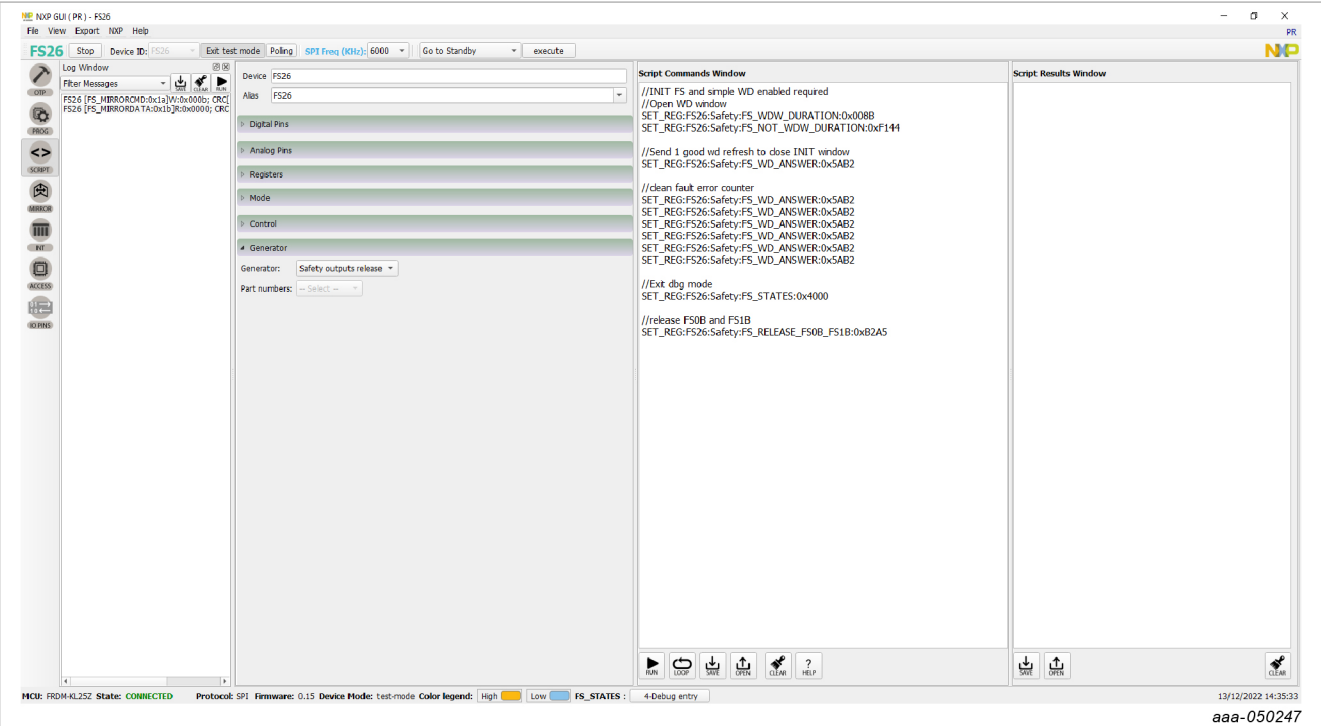 NXP GUI ( PR ) - FS26
File View Export NXP Help
PR
FS26 Stop Device ID: FS26 Exit test mode Poling SPI Freq (KHz): 6000 Go to Standby execute
NXP
Log Window
Filter Messages SAVE CLEAR RUN
FS26 [FS_MIRRORCMD:0x1a]W:0x000b; CRC[
FS26 [FS_MIRRORDATA:0x1b]R:0x0000; CRC
OTP
PROG
<>
SCRIPT
MIRROR
INT
ACCESS
IO PINS
Device FS26
Alias FS26
Digital Pins
Analog Pins
Registers
Mode
Control
Generator
Generator: Safety outputs release
Part numbers: -- Select --
Script Commands Window
//INIT FS and simple WD enabled required
//Open WD window
SET_REG:FS26:Safety:FS_WDW_DURATION:0x008B
SET_REG:FS26:Safety:FS_NOT_WDW_DURATION:0xF144
//Send 1 good wd refresh to close INIT window
SET_REG:FS26:Safety:FS_WD_ANSWER:0x5AB2
//clean fault error counter
SET_REG:FS26:Safety:FS_WD_ANSWER:0x5AB2
SET_REG:FS26:Safety:FS_WD_ANSWER:0x5AB2
SET_REG:FS26:Safety:FS_WD_ANSWER:0x5AB2
SET_REG:FS26:Safety:FS_WD_ANSWER:0x5AB2
SET_REG:FS26:Safety:FS_WD_ANSWER:0x5AB2
SET_REG:FS26:Safety:FS_WD_ANSWER:0x5AB2
//Exit dbg mode
SET_REG:FS26:Safety:FS_STATES:0x4000
//release FS0B and FS1B
SET_REG:FS26:Safety:FS_RELEASE_FS0B_FS1B:0xB2A5
RUN LOOP SAVE OPEN CLEAR ? HELP
Script Results Window
SAVE OPEN CLEAR
MCU: FRDM-KL25Z State: CONNECTED Protocol: SPI Firmware: 0.15 Device Mode: test-mode Color legend: High Low FS_STATES : 4-Debug entry 13/12/2022 14:35:33
aaa-050247